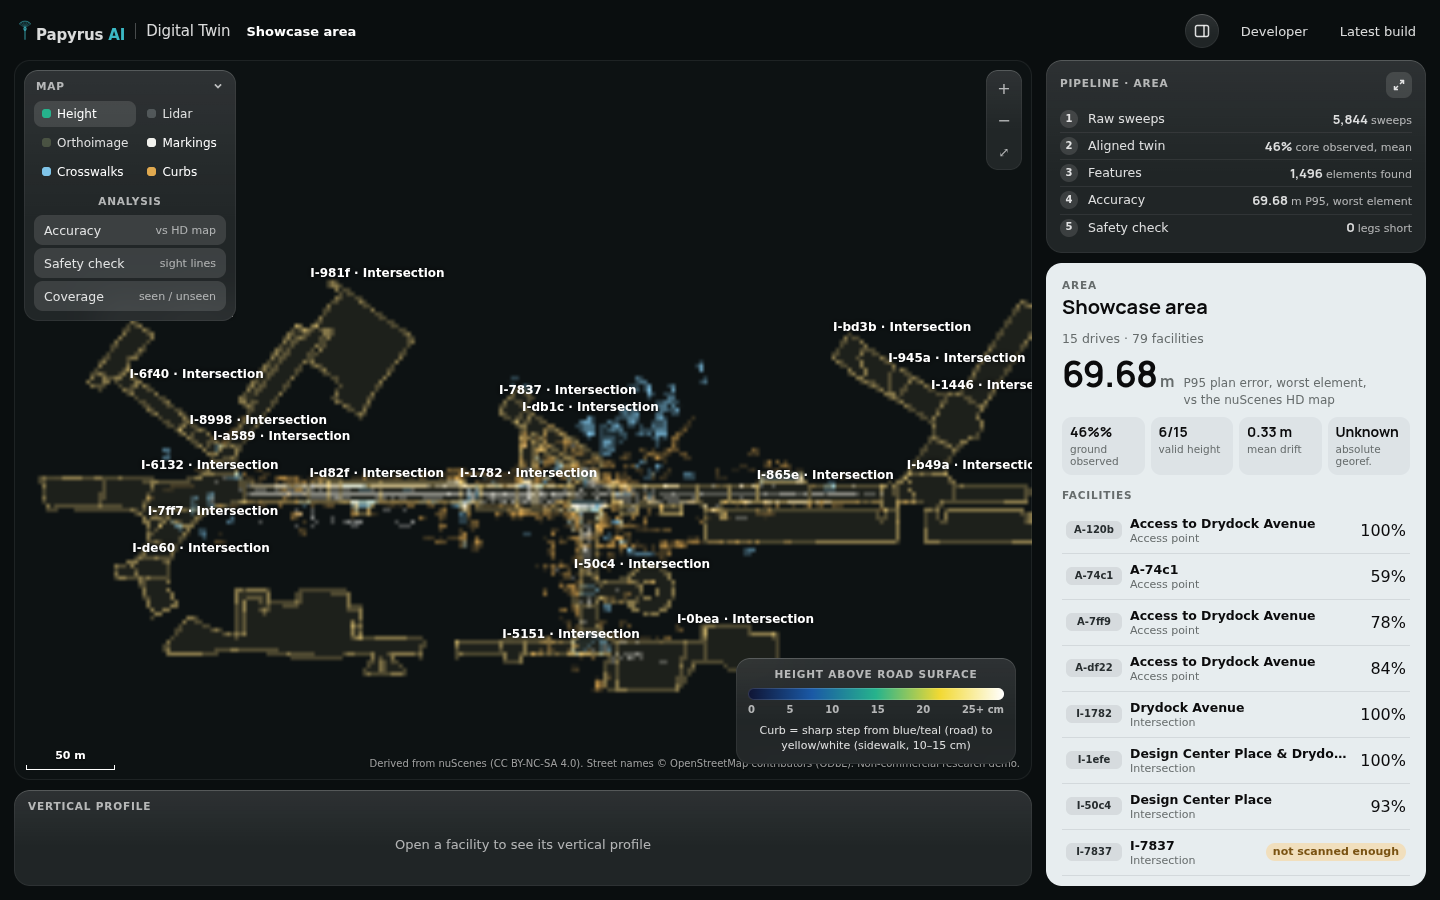 Papyrus AI
Digital Twin
Showcase area
Developer
Latest build
MAP
Height
Lidar
Orthoimage
Markings
Crosswalks
Curbs
ANALYSIS
Accuracy vs HD map
Safety check sight lines
Coverage seen / unseen
+
−
I-981f · Intersection
I-bd3b · Intersection
I-945a · Intersection
I-6f40 · Intersection
I-1446 · Interse
I-7837 · Intersection
I-db1c · Intersection
I-8998 · Intersection
I-a589 · Intersection
I-6132 · Intersection
I-d82f · Intersection
I-1782 · Intersection
I-865e · Intersection
I-b49a · Intersectic
I-7ff7 · Intersection
I-de60 · Intersection
I-50c4 · Intersection
I-0bea · Intersection
I-5151 · Intersection
HEIGHT ABOVE ROAD SURFACE
0 5 10 15 20 25+ cm
Curb = sharp step from blue/teal (road) to
yellow/white (sidewalk, 10–15 cm)
50 m
Derived from nuScenes (CC BY-NC-SA 4.0). Street names © OpenStreetMap contributors (ODbL). Non-commercial research demo.
VERTICAL PROFILE
Open a facility to see its vertical profile
PIPELINE · AREA
1 Raw sweeps 5,844 sweeps
2 Aligned twin 46% core observed, mean
3 Features 1,496 elements found
4 Accuracy 69.68 m P95, worst element
5 Safety check 0 legs short
AREA
Showcase area
15 drives · 79 facilities
69.68 m
P95 plan error, worst element,
vs the nuScenes HD map
46%%
ground
observed
6/15
valid height
0.33 m
mean drift
Unknown
absolute
georef.
FACILITIES
A-120b Access to Drydock Avenue 100%
Access point
A-74c1 A-74c1 59%
Access point
A-7ff9 Access to Drydock Avenue 78%
Access point
A-df22 Access to Drydock Avenue 84%
Access point
I-1782 Drydock Avenue 100%
Intersection
I-1efe Design Center Place & Drydo… 100%
Intersection
I-50c4 Design Center Place 93%
Intersection
I-7837 I-7837 not scanned enough
Intersection